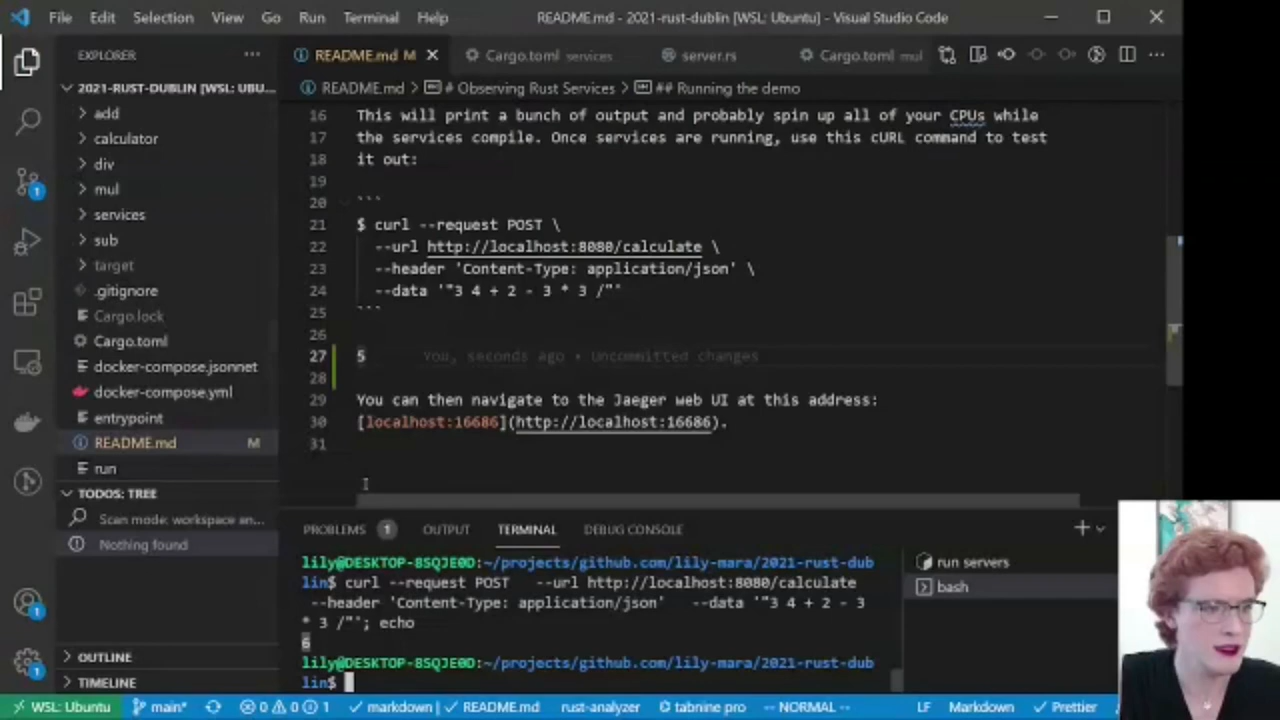 File Edit Selection View Go Run Terminal Help README.md - 2021-rust-dublin [WSL: Ubuntu] - Visual Studio Code
EXPLORER
README.md M
Cargo.toml services
server.rs
Cargo.toml mul
2021-RUST-DUBLIN [WSL: UBU...
README.md > # Observing Rust Services > ## Running the demo
add
calculator
div
mul
services
sub
target
.gitignore
Cargo.lock
Cargo.toml
docker-compose.jsonnet
docker-compose.yml
entrypoint
README.md M
run
TODOS: TREE
Scan mode: workspace an...
Nothing found
OUTLINE
TIMELINE
16 This will print a bunch of output and probably spin up all of your CPUs while
17 the services compile. Once services are running, use this cURL command to test
18 it out:
19
20 ```
21 $ curl --request POST \
22 --url http://localhost:8080/calculate \
23 --header 'Content-Type: application/json' \
24 --data '"3 4 + 2 - 3 * 3 /"'
25 ```
26
27 5 You, seconds ago • Uncommitted changes
28
29 You can then navigate to the Jaeger web UI at this address:
30 [localhost:16686](http://localhost:16686).
31
PROBLEMS 1 OUTPUT TERMINAL DEBUG CONSOLE
lily@DESKTOP-8SQJE0D:~/projects/github.com/lily-mara/2021-rust-dub
lin$ curl --request POST --url http://localhost:8080/calculate
--header 'Content-Type: application/json' --data '"3 4 + 2 - 3
* 3 /"'; echo
6
lily@DESKTOP-8SQJE0D:~/projects/github.com/lily-mara/2021-rust-dub
lin$
run servers
bash
1
1
1
WSL: Ubuntu main* 0 0 1 markdown | README.md rust-analyzer tabnine pro -- NORMAL -- LF Markdown Prettier